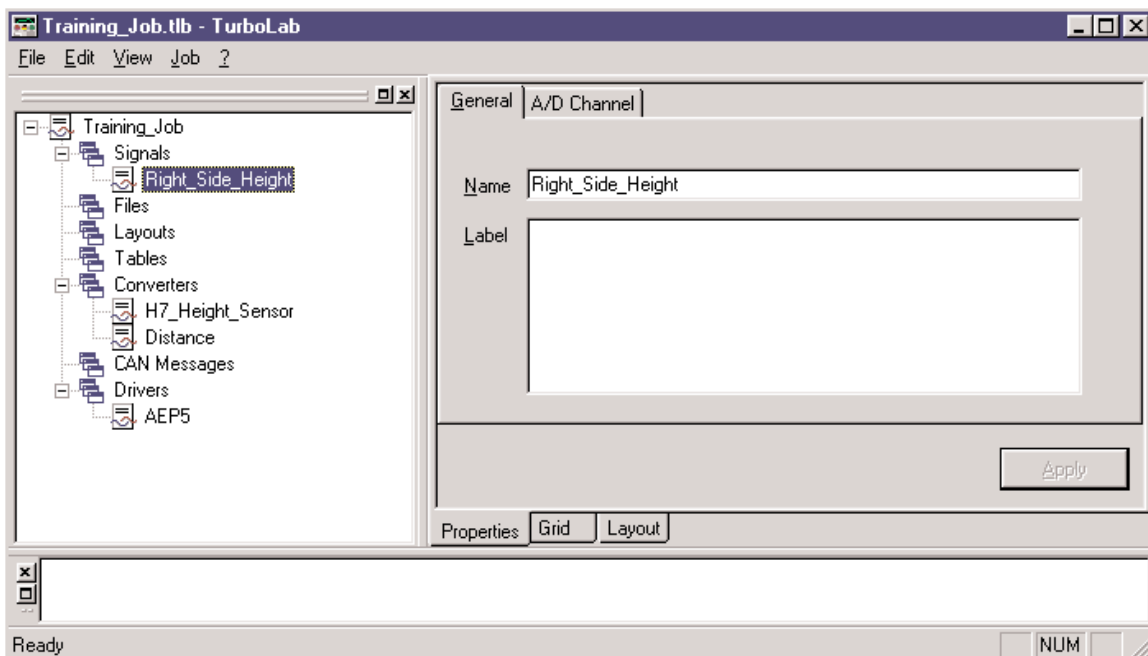 Training_Job.tlb - TurboLab
File Edit View Job ?
Training_Job
Signals
Right_Side_Height
Files
Layouts
Tables
Converters
H7_Height_Sensor
Distance
CAN Messages
Drivers
AEP5
General A/D Channel
Name Right_Side_Height
Label
Apply
Properties Grid Layout
Ready NUM